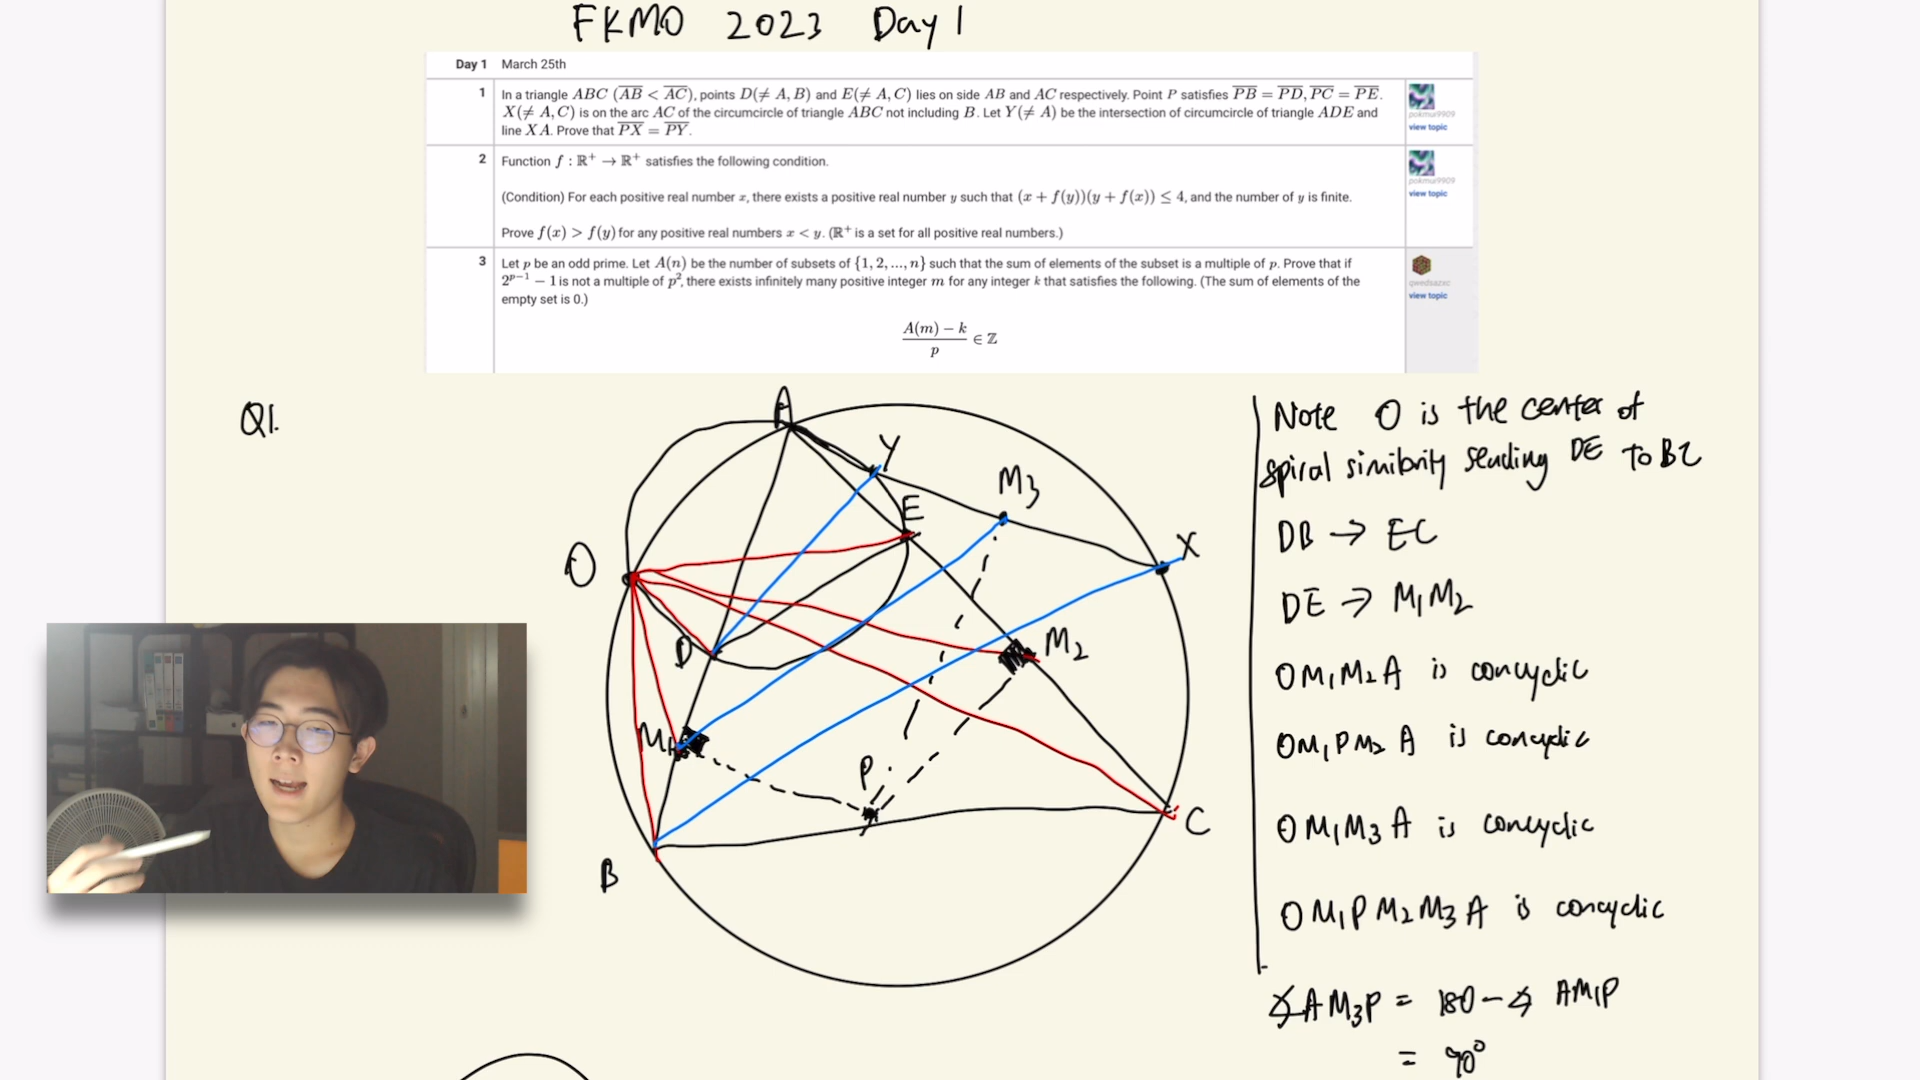 FKMO 2023 Day 1
Day 1 March 25th
1 In a triangle ABC (AB < AC), points D(≠ A, B) and E(≠ A, C) lies on side AB and AC respectively. Point P satisfies PB = PD, PC = PE.
X(≠ A, C) is on the arc AC of the circumcircle of triangle ABC not including B. Let Y(≠ A) be the intersection of circumcircle of triangle ADE and
line XA. Prove that PX = PY.
pokmui9909
view topic
2 Function f : ℝ⁺ → ℝ⁺ satisfies the following condition.
(Condition) For each positive real number x, there exists a positive real number y such that (x + f(y))(y + f(x)) ≤ 4, and the number of y is finite.
Prove f(x) > f(y) for any positive real numbers x < y. (ℝ⁺ is a set for all positive real numbers.)
pokmui9909
view topic
3 Let p be an odd prime. Let A(n) be the number of subsets of {1, 2, ..., n} such that the sum of elements of the subset is a multiple of p. Prove that if
2^{p-1} − 1 is not a multiple of p², there exists infinitely many positive integer m for any integer k that satisfies the following. (The sum of elements of the
empty set is 0.)
(A(m) − k)/p ∈ ℤ
qwedsazxc
view topic
Q1.
A
Y
M3
E
X
O
D
M2
M1
P
C
B
Note O is the center of
spiral similarity sending DE to BC
DB → EC
DE → M1M2
OM1M2A is concyclic
OM1PM2A is concyclic
OM1M3A is concyclic
OM1PM2M3A is concyclic
∠AM3P = 180 - ∠AM1P
= 90°